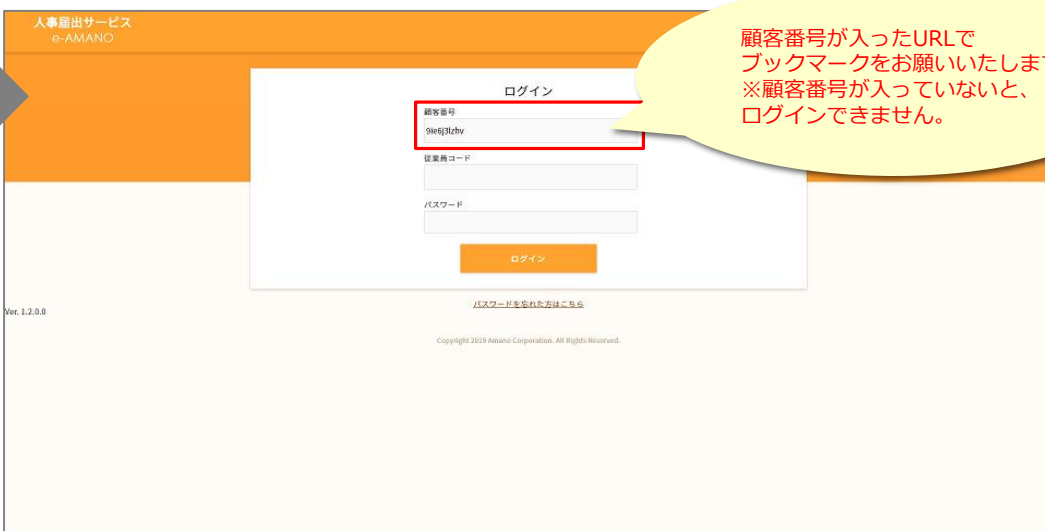 人事届出サービス
e-AMANO
顧客番号が入ったURLで
ブックマークをお願いいたしま
※顧客番号が入っていないと、
ログインできません。
ログイン
顧客番号
9ie6j3lzhv
従業員コード
パスワード
ログイン
パスワードを忘れた方はこちら
Ver. 1.2.0.0
Copyright 2019 Amano Corporation. All Rights Reserved.